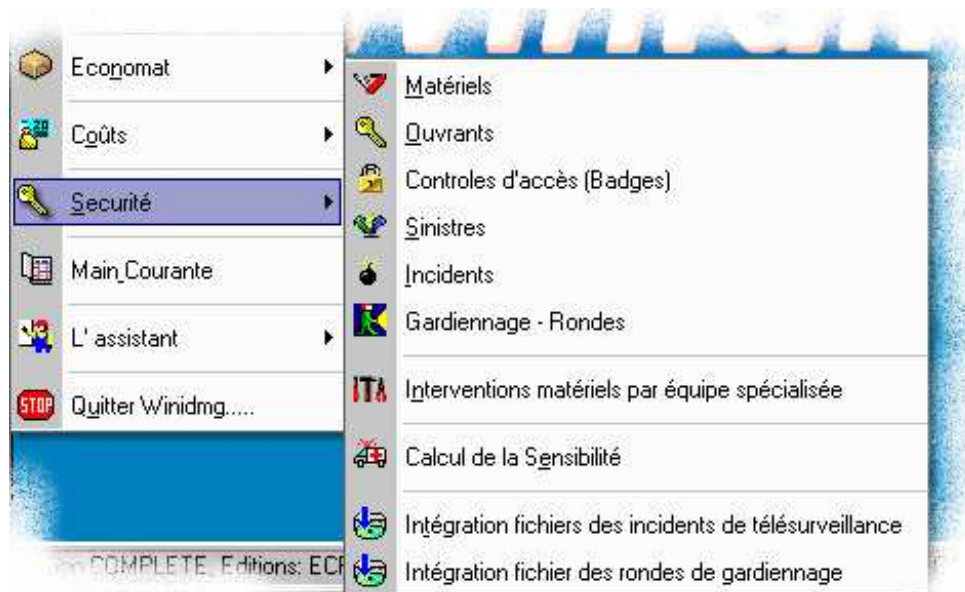 Economat
Coûts
Securité
Main_Courante
L' assistant
Quitter Winidmg.....
Matériels
Ouvrants
Controles d'accès (Badges)
Sinistres
Incidents
Gardiennage - Rondes
Interventions matériels par équipe spécialisée
Calcul de la Sensibilité
Intégration fichiers des incidents de télésurveillance
Intégration fichier des rondes de gardiennage
COMPLETE, Editions:
STOP
ITA